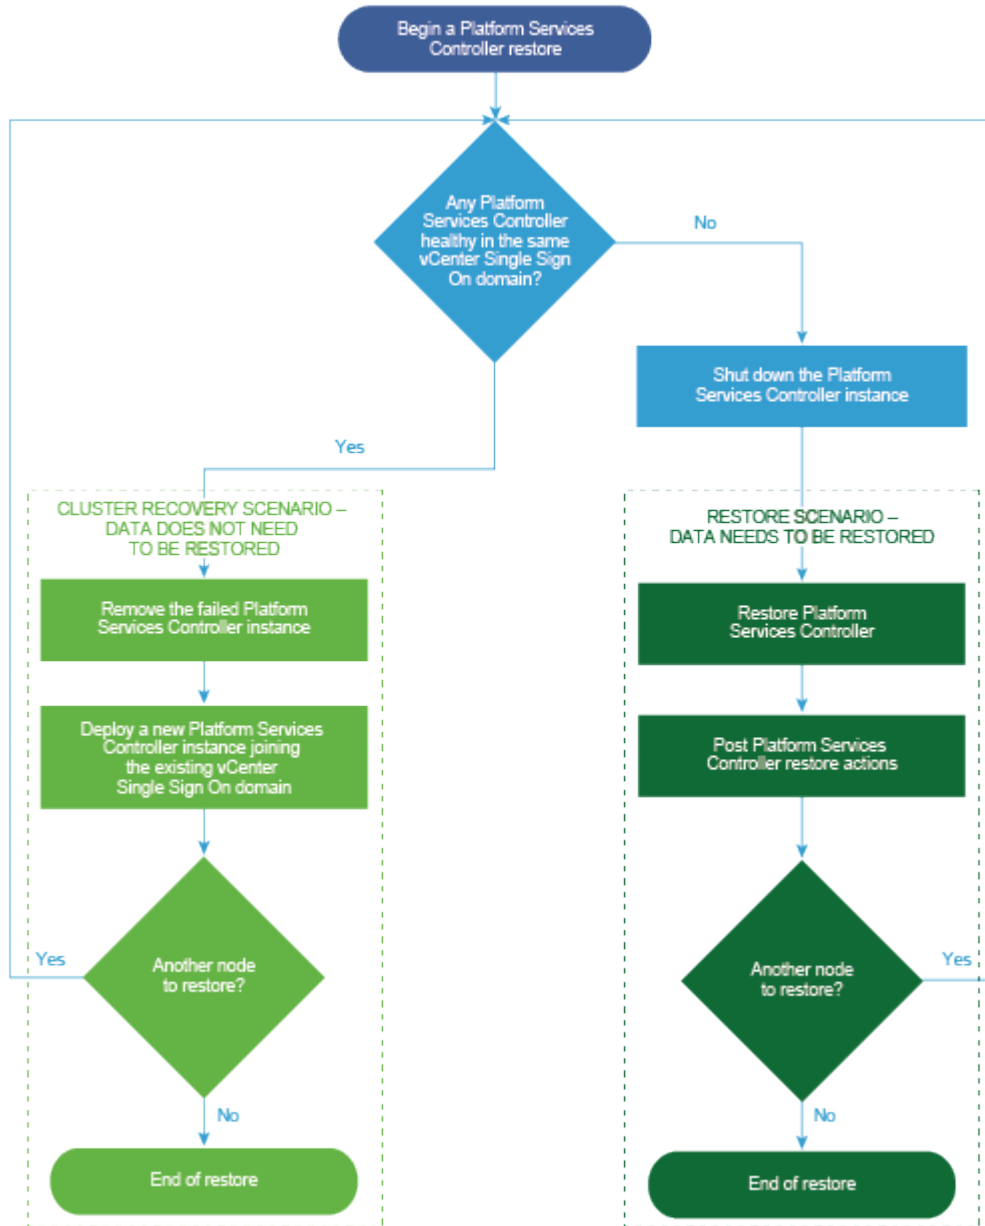 Begin a Platform Services
Controller restore
Any Platform
Services Controller
healthy in the same
vCenter Single Sign
On domain?
No
Shut down the Platform
Services Controller instance
Yes
CLUSTER RECOVERY SCENARIO –
DATA DOES NOT NEED
TO BE RESTORED
Remove the failed Platform
Services Controller instance
Deploy a new Platform Services
Controller instance joining
the existing vCenter
Single Sign On domain
Another node
to restore?
Yes
No
End of restore
RESTORE SCENARIO –
DATA NEEDS TO BE RESTORED
Restore Platform
Services Controller
Post Platform Services
Controller restore actions
Another node
to restore?
Yes
No
End of restore